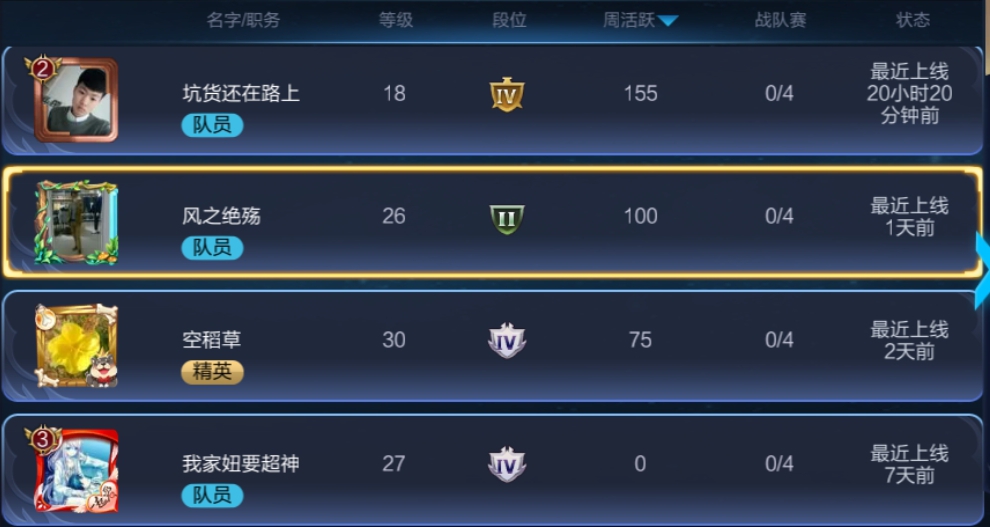 名字/职务 等级 段位 周活跃 战队赛 状态
2
坑货还在路上 18 IV 155 0/4
队员
最近上线
20小时20
分钟前
风之绝殇 26 II 100 0/4
队员
最近上线
1天前
空稻草 30 IV 75 0/4
精英
最近上线
2天前
3
我家妞要超神 27 IV 0 0/4
队员
最近上线
7天前